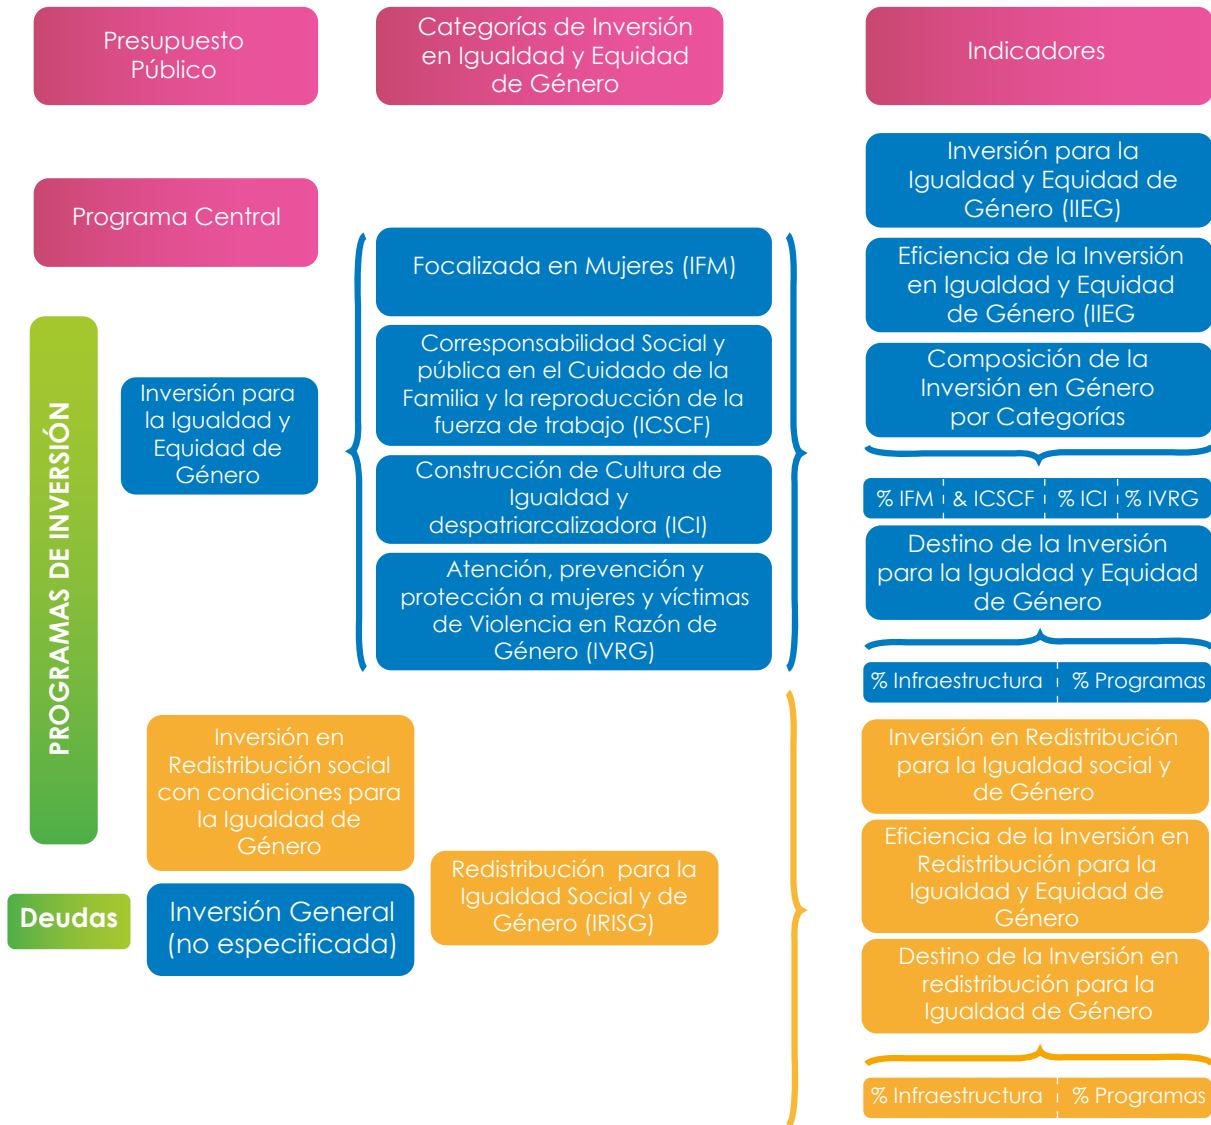 Presupuesto
Público
Categorías de Inversión
en Igualdad y Equidad
de Género
Indicadores
Programa Central
PROGRAMAS DE INVERSIÓN
Inversión para
la Igualdad y
Equidad de
Género
Focalizada en Mujeres (IFM)
Corresponsabilidad Social y
pública en el Cuidado de la
Familia y la reproducción de la
fuerza de trabajo (ICSCF)
Construcción de Cultura de
Igualdad y
despatriarcalizadora (ICI)
Atención, prevención y
protección a mujeres y víctimas
de Violencia en Razón de
Género (IVRG)
Inversión para la
Igualdad y Equidad de
Género (IIEG)
Eficiencia de la Inversión
en Igualdad y Equidad
de Género (IIEG
Composición de la
Inversión en Género
por Categorías
% IFM & ICSCF % ICI % IVRG
Destino de la Inversión
para la Igualdad y Equidad
de Género
% Infraestructura % Programas
Inversión en
Redistribución social
con condiciones para
la Igualdad de
Género
Deudas
Inversión General
(no especificada)
Redistribución para la
Igualdad Social y de
Género (IRISG)
Inversión en Redistribución
para la Igualdad social y
de Género
Eficiencia de la Inversión en
Redistribución para la
Igualdad y Equidad de
Género
Destino de la Inversión en
redistribución para la
Igualdad de Género
% Infraestructura % Programas